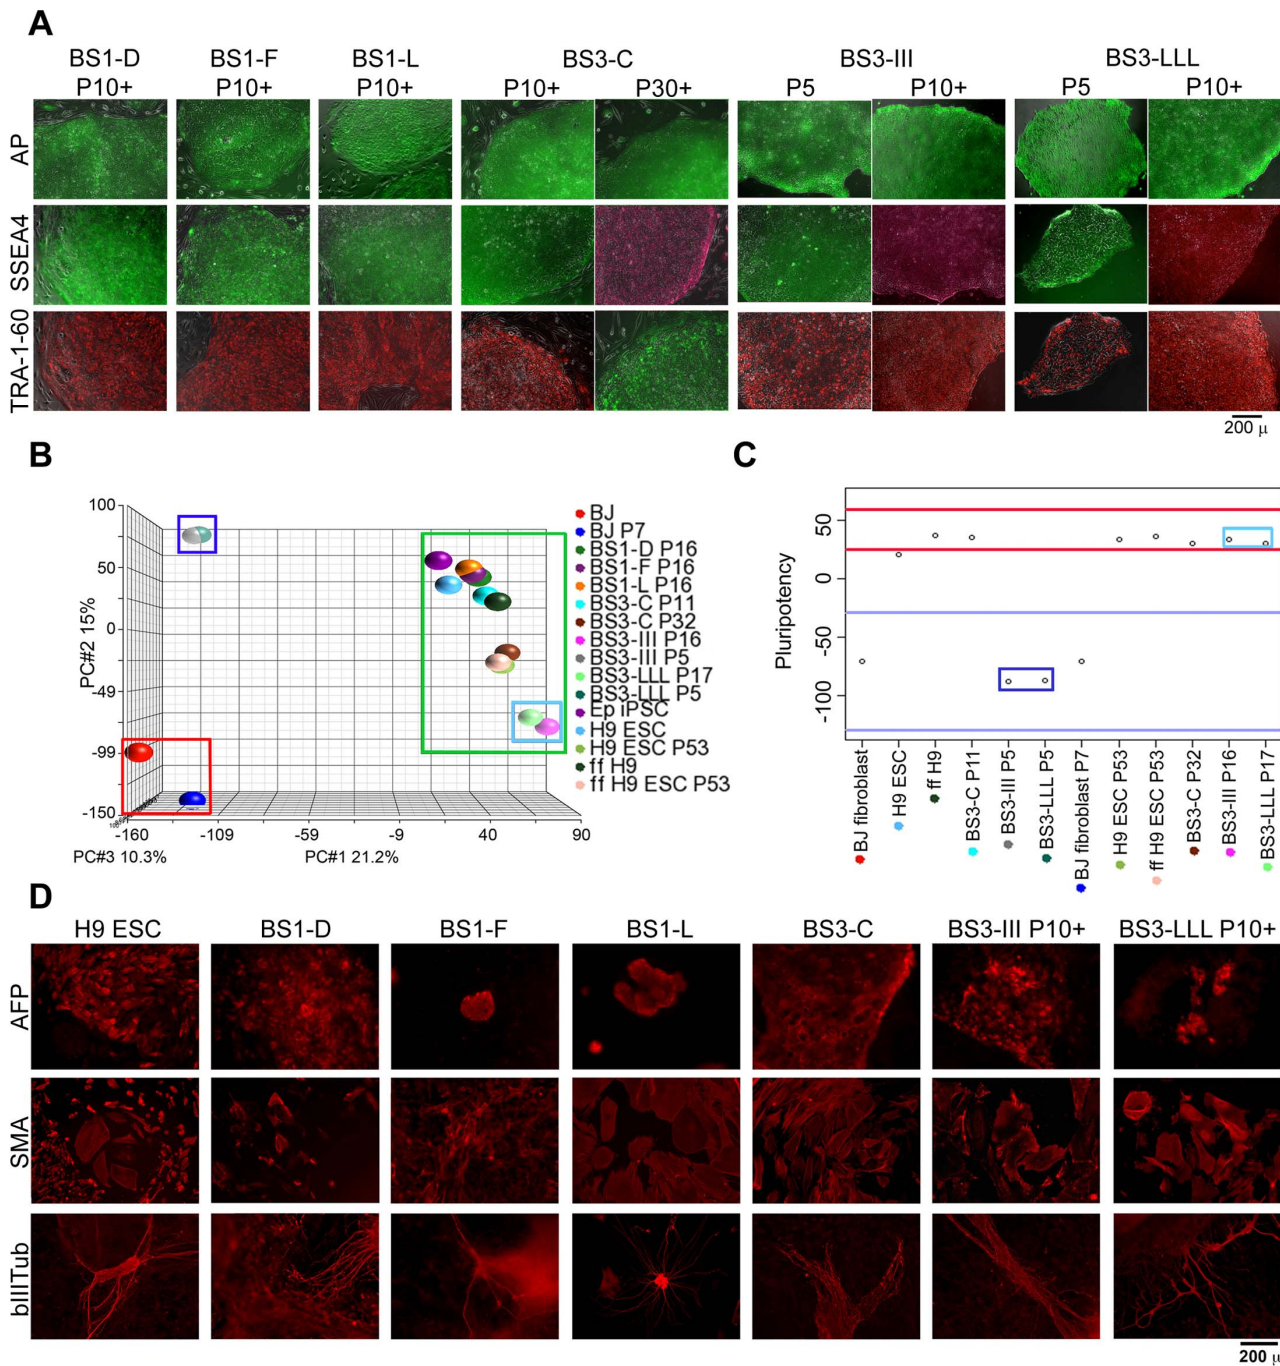 A
BS1-D BS1-F BS1-L BS3-C BS3-III BS3-LLL
P10+ P10+ P10+ P10+ P30+ P5 P10+ P5 P10+
AP
SSEA4
TRA-1-60
200 μ
B
100
50
0
-49
-99
-150
PC#2 15%
-160 -109 -59 -9 40 90
PC#3 10.3% PC#1 21.2%
BJ
BJ P7
BS1-D P16
BS1-F P16
BS1-L P16
BS3-C P11
BS3-C P32
BS3-III P16
BS3-III P5
BS3-LLL P17
BS3-LLL P5
Ep iPSC
H9 ESC
H9 ESC P53
ff H9
ff H9 ESC P53
C
Pluripotency
50
0
-50
-100
BJ fibroblast
H9 ESC
ff H9
BS3-C P11
BS3-III P5
BS3-LLL P5
BJ fibroblast P7
H9 ESC P53
ff H9 ESC P53
BS3-C P32
BS3-III P16
BS3-LLL P17
D
H9 ESC BS1-D BS1-F BS1-L BS3-C BS3-III P10+ BS3-LLL P10+
AFP
SMA
bIIITub
200 μ